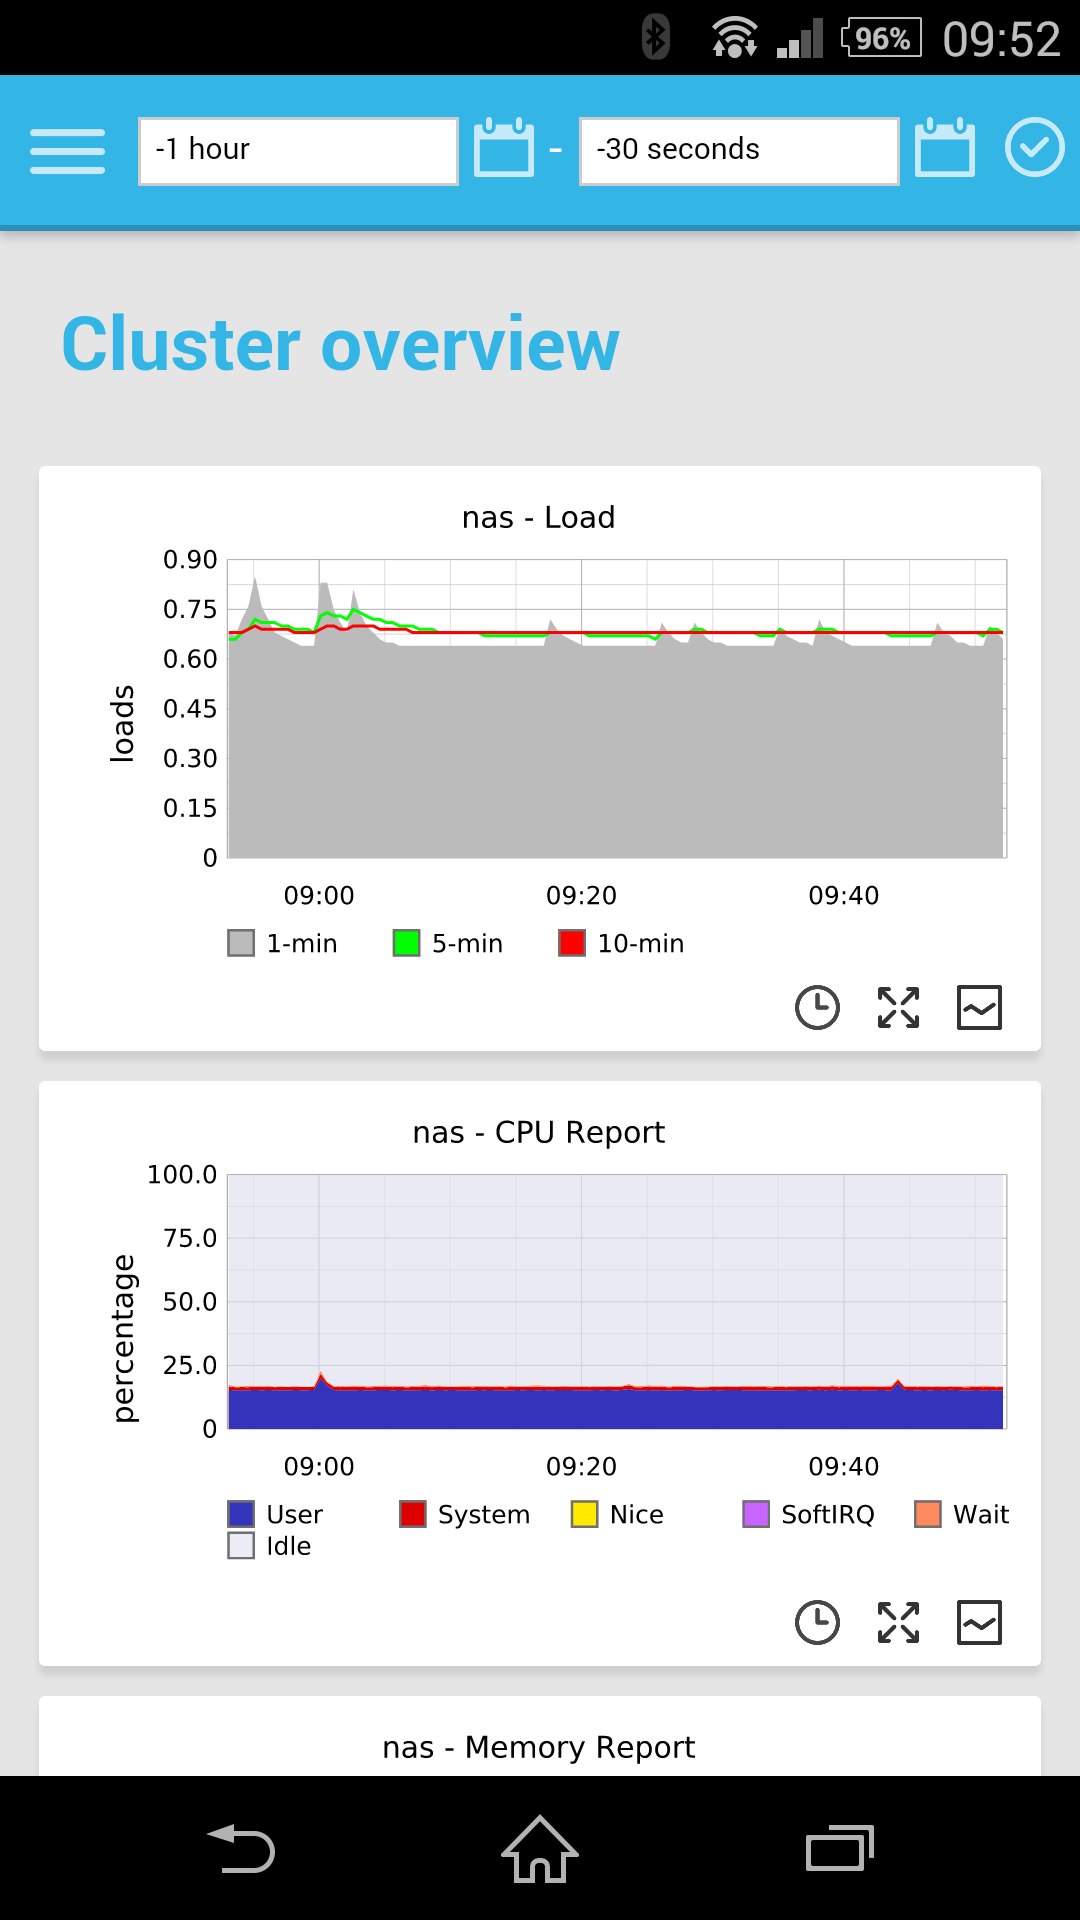 96% 09:52
-1 hour - -30 seconds
Cluster overview
nas - Load
0.90
0.75
0.60
0.45
0.30
0.15
0
loads
09:00 09:20 09:40
1-min 5-min 10-min
nas - CPU Report
100.0
75.0
50.0
25.0
0
percentage
09:00 09:20 09:40
User System Nice SoftIRQ Wait
Idle
nas - Memory Report